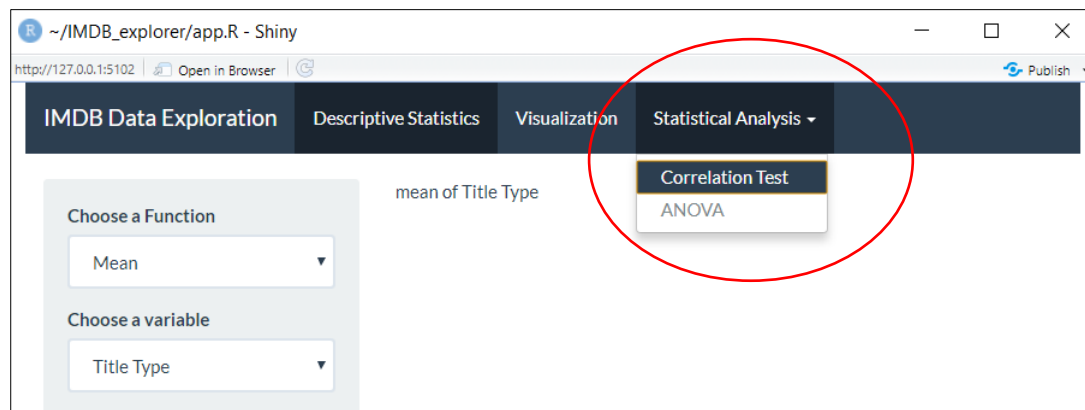 R ~/IMDB_explorer/app.R - Shiny
http://127.0.0.1:5102 Open in Browser Publish
IMDB Data Exploration Descriptive Statistics Visualization Statistical Analysis
Correlation Test
ANOVA
mean of Title Type
Choose a Function
Mean
Choose a variable
Title Type